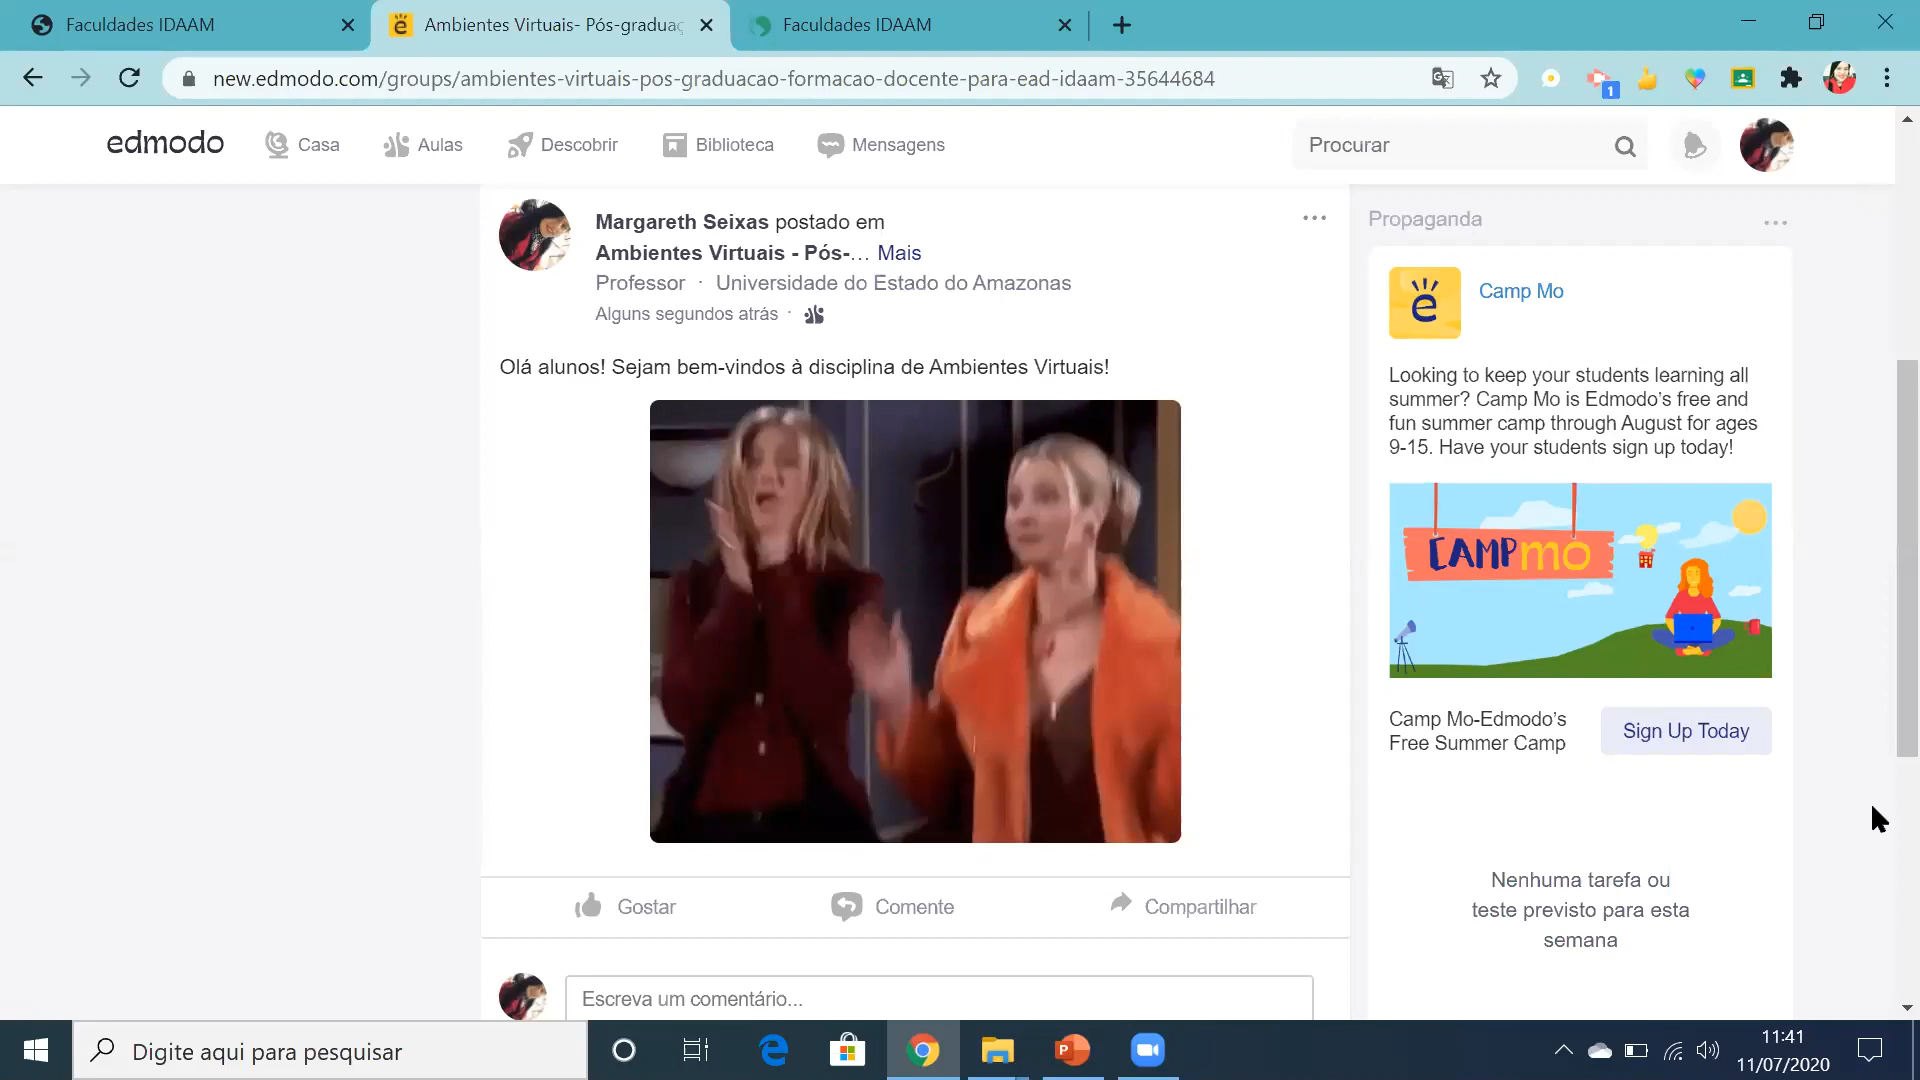 Faculdades IDAAM
Ambientes Virtuais- Pós-graduaç
Faculdades IDAAM
new.edmodo.com/groups/ambientes-virtuais-pos-graduacao-formacao-docente-para-ead-idaam-35644684
1
edmodo
Casa
Aulas
Descobrir
Biblioteca
Mensagens
Procurar
Margareth Seixas postado em
Ambientes Virtuais - Pós-... Mais
Professor · Universidade do Estado do Amazonas
Alguns segundos atrás ·
Olá alunos! Sejam bem-vindos à disciplina de Ambientes Virtuais!
Gostar
Comente
Compartilhar
Escreva um comentário...
Propaganda
Camp Mo
Looking to keep your students learning all
summer? Camp Mo is Edmodo's free and
fun summer camp through August for ages
9-15. Have your students sign up today!
CAMP mo
Camp Mo-Edmodo's
Free Summer Camp
Sign Up Today
Nenhuma tarefa ou
teste previsto para esta
semana
Digite aqui para pesquisar
11:41
11/07/2020